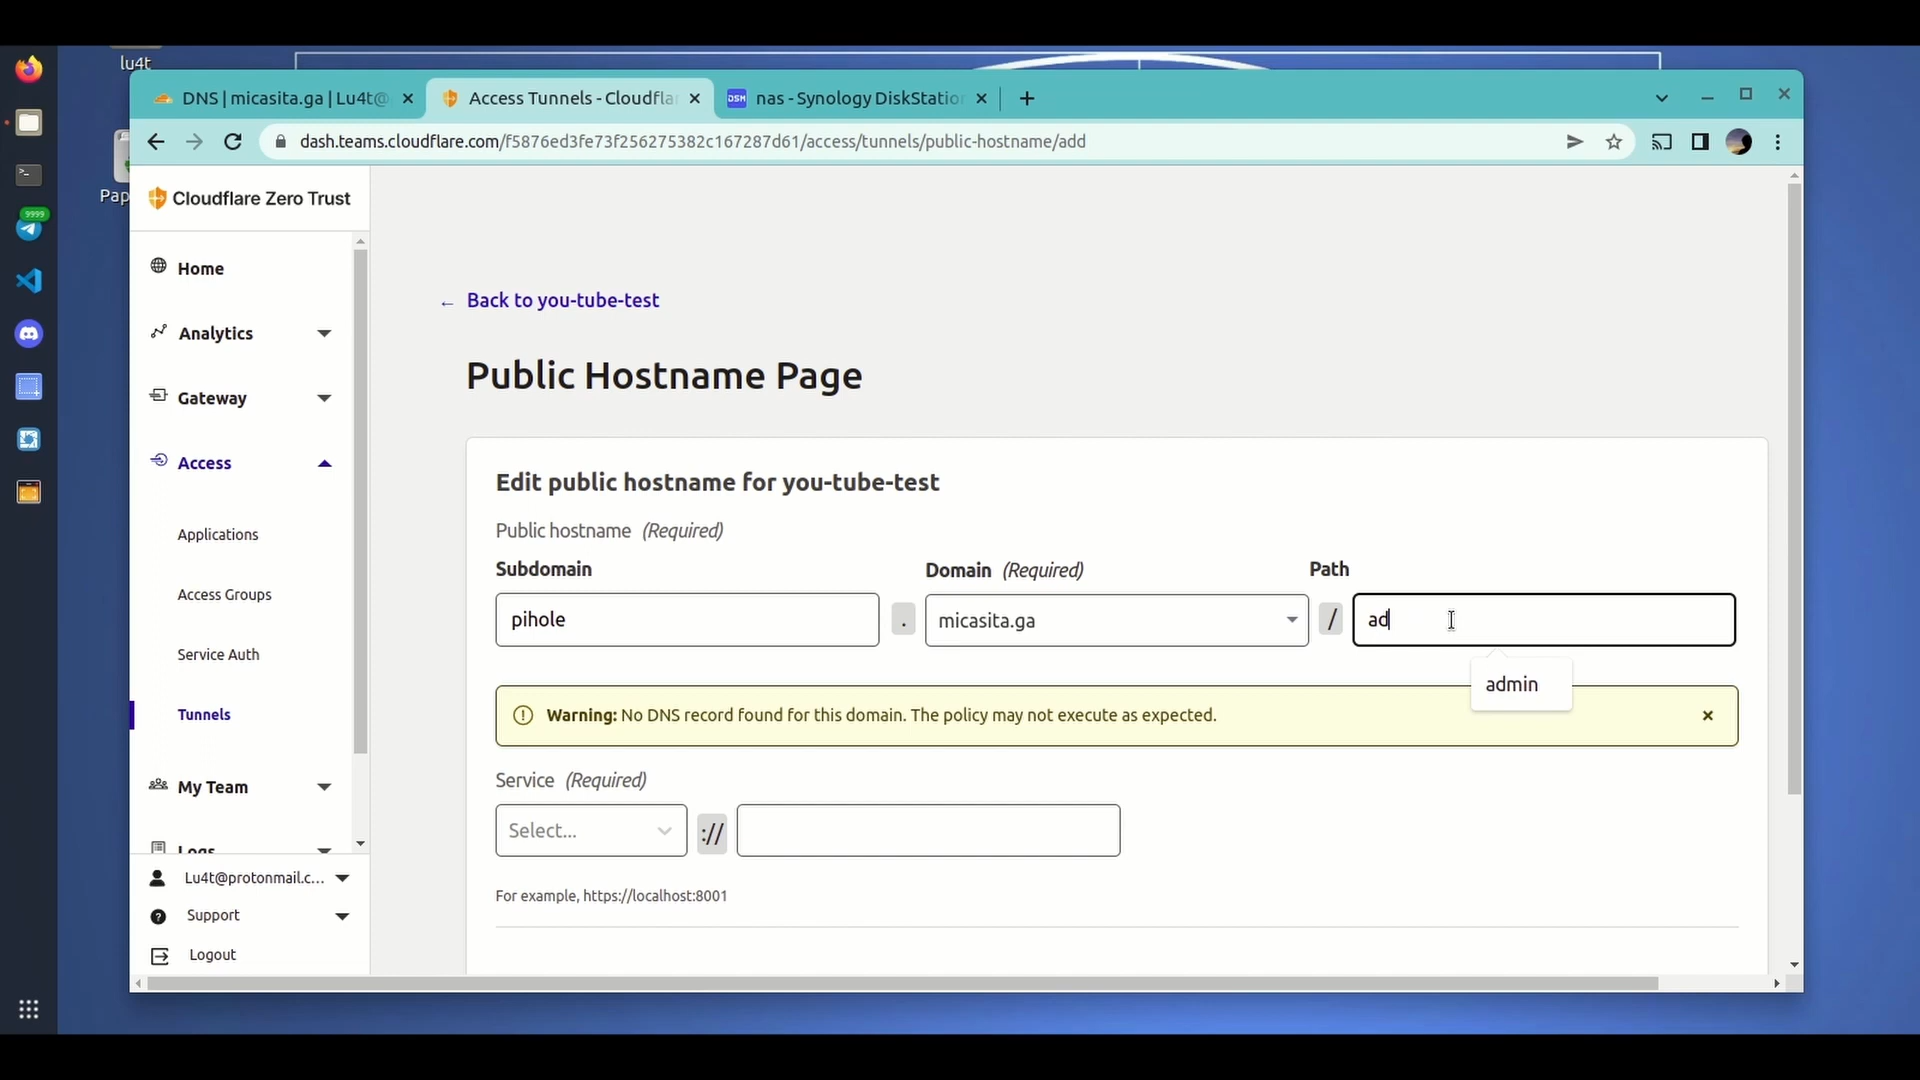 lu4t
DNS | micasita.ga | Lu4t@
Access Tunnels - Cloudflar
DSM nas - Synology DiskStation
dash.teams.cloudflare.com/f5876ed3fe73f256275382c167287d61/access/tunnels/public-hostname/add
9999
Pap
Cloudflare Zero Trust
Home
Analytics
Gateway
Access
Applications
Access Groups
Service Auth
Tunnels
My Team
Logs
Lu4t@protonmail.c...
Support
Logout
← Back to you-tube-test
Public Hostname Page
Edit public hostname for you-tube-test
Public hostname (Required)
Subdomain Domain (Required) Path
pihole . micasita.ga / ad
admin
Warning: No DNS record found for this domain. The policy may not execute as expected.
Service (Required)
Select... ://
For example, https://localhost:8001